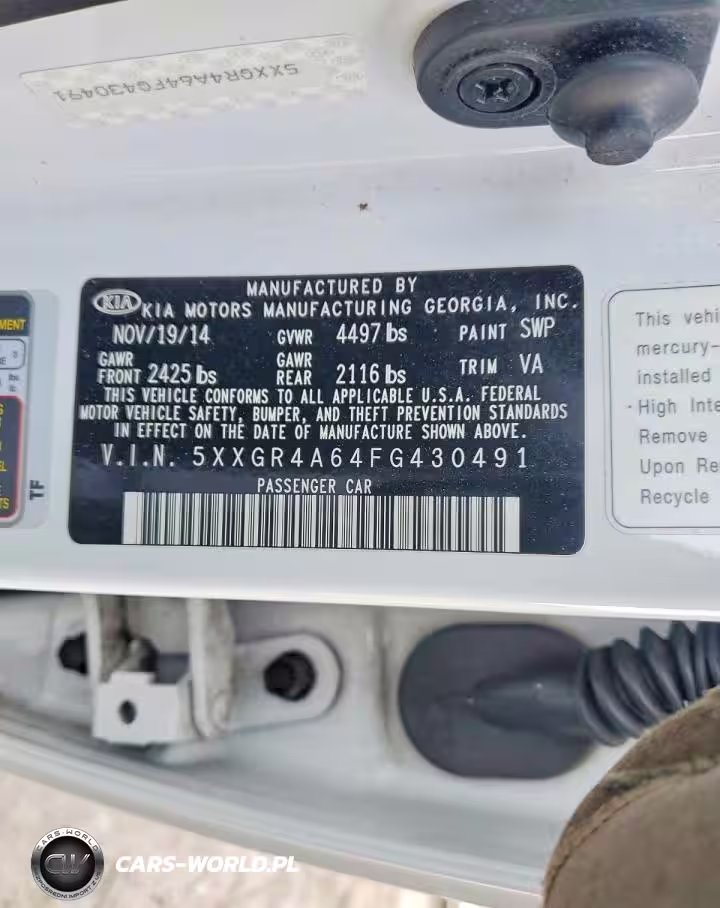 5XXGR4A64FG430491
MANUFACTURED BY
KIA KIA MOTORS MANUFACTURING GEORGIA, INC.
NOV/19/14 GVWR 4497 lbs PAINT SWP
GAWR FRONT 2425 lbs GAWR REAR 2116 lbs TRIM VA
THIS VEHICLE CONFORMS TO ALL APPLICABLE U.S.A. FEDERAL
MOTOR VEHICLE SAFETY, BUMPER, AND THEFT PREVENTION STANDARDS
IN EFFECT ON THE DATE OF MANUFACTURE SHOWN ABOVE.
V.I.N. 5XXGR4A64FG430491
PASSENGER CAR
TF
This
mercury-
installed
·High
Remove
Upon
Recycle
CARS-WORLD
CW
CARS-WORLD.PL